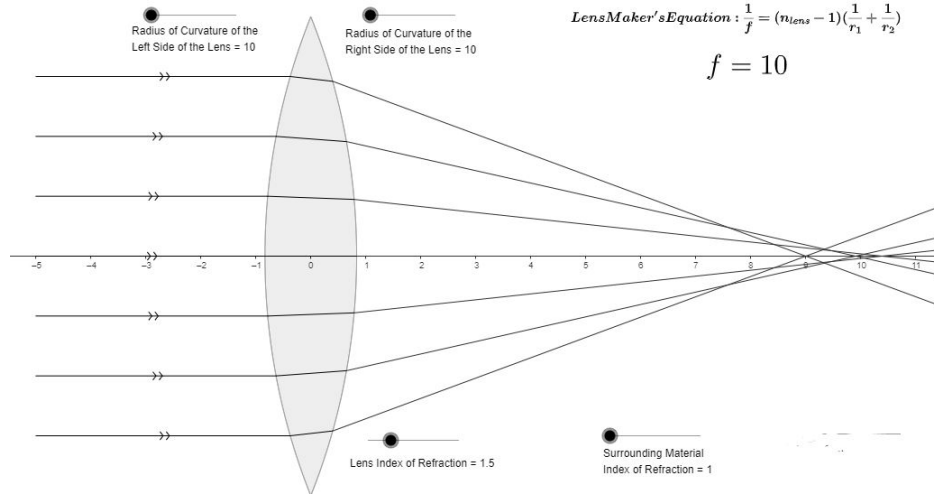 LensMaker'sEquation : 1/f = (n_lens − 1)(1/r_1 + 1/r_2)
f = 10
Radius of Curvature of the
Left Side of the Lens = 10
Radius of Curvature of the
Right Side of the Lens = 10
−5 −4 −3 −2 −1 0 1 2 3 4 5 6 7 8 9 10 11
Lens Index of Refraction = 1.5
Surrounding Material
Index of Refraction = 1